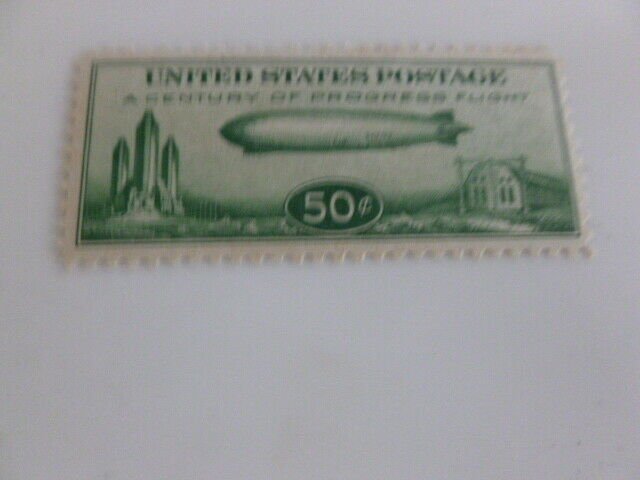 UNITED STATES POSTAGE
A CENTURY OF PROGRESS FLIGHT
50¢